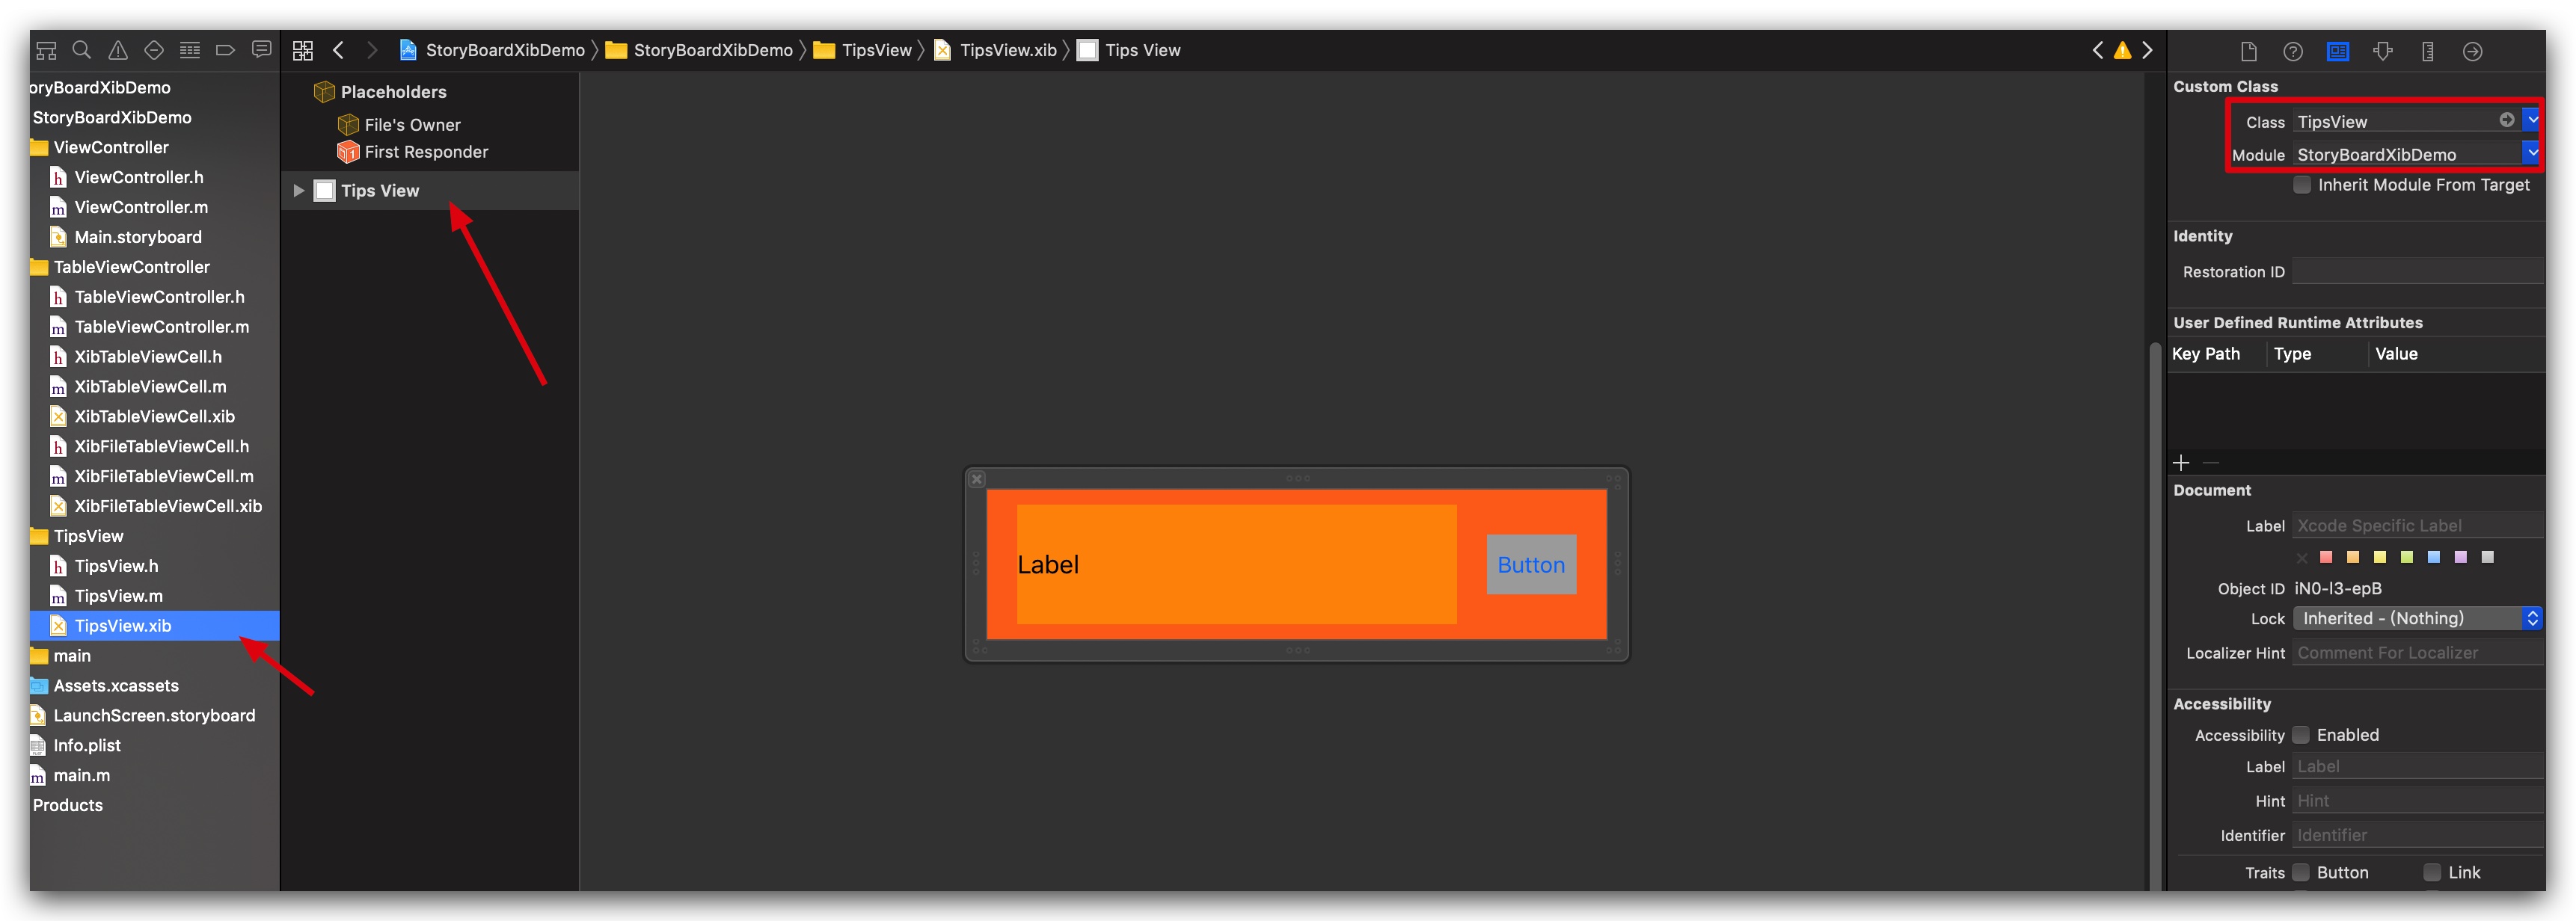 StoryBoardXibDemo StoryBoardXibDemo TipsView TipsView.xib Tips View
oryBoardXibDemo
StoryBoardXibDemo
ViewController
h ViewController.h
m ViewController.m
Main.storyboard
TableViewController
h TableViewController.h
m TableViewController.m
h XibTableViewCell.h
m XibTableViewCell.m
XibTableViewCell.xib
h XibFileTableViewCell.h
m XibFileTableViewCell.m
XibFileTableViewCell.xib
TipsView
h TipsView.h
m TipsView.m
TipsView.xib
main
Assets.xcassets
LaunchScreen.storyboard
Info.plist
m main.m
Products
Placeholders
File's Owner
1 First Responder
Tips View
Label
Button
Custom Class
Class TipsView
Module StoryBoardXibDemo
Inherit Module From Target
Identity
Restoration ID
User Defined Runtime Attributes
Key Path Type Value
Document
Label Xcode Specific Label
Object ID iN0-l3-epB
Lock Inherited - (Nothing)
Localizer Hint Comment For Localizer
Accessibility
Accessibility Enabled
Label Label
Hint Hint
Identifier Identifier
Traits Button Link